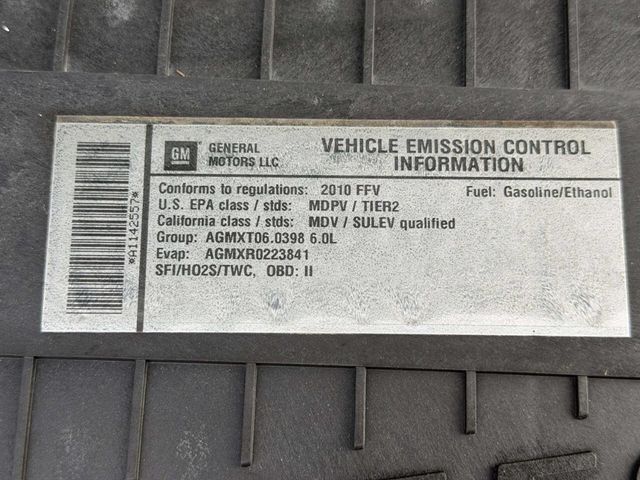 *A1142557*
GM
GENERAL MOTORS LLC
VEHICLE EMISSION CONTROL
INFORMATION
Conforms to regulations: 2010 FFV Fuel: Gasoline/Ethanol
U.S. EPA class / stds: MDPV / TIER2
California class / stds: MDV / SULEV qualified
Group: AGMXT06.0398 6.0L
Evap: AGMXR0223841
SFI/HO2S/TWC, OBD: II